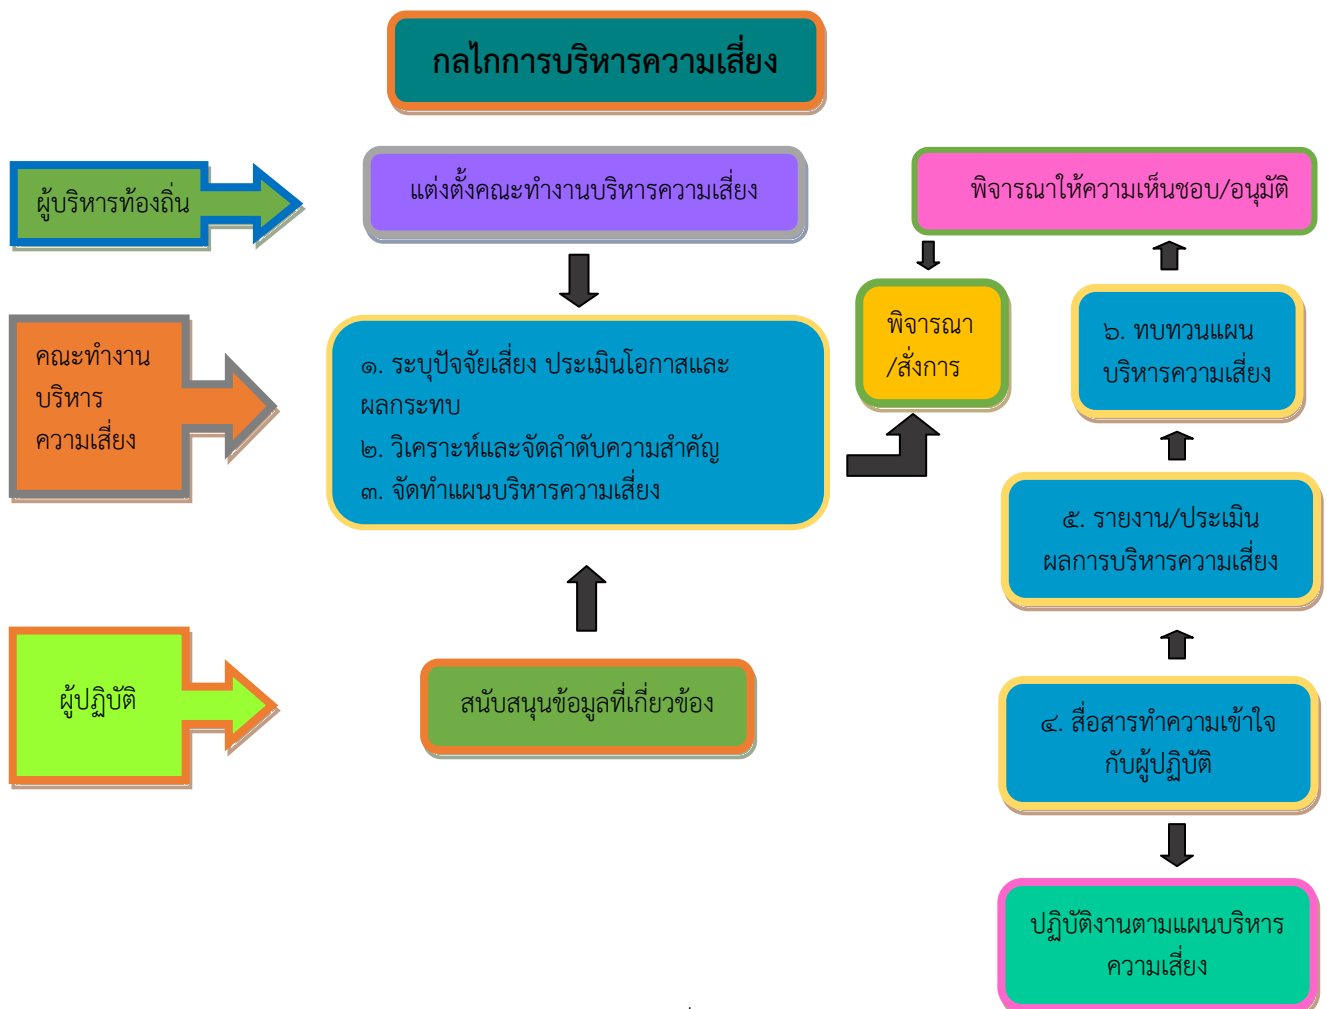 กลไกการบริหารความเสี่ยง
ผู้บริหารท้องถิ่น
แต่งตั้งคณะทำงานบริหารความเสี่ยง
พิจารณาให้ความเห็นชอบ/อนุมัติ
คณะทำงาน
บริหาร
ความเสี่ยง
๑. ระบุปัจจัยเสี่ยง ประเมินโอกาสและ
ผลกระทบ
๒. วิเคราะห์และจัดลำดับความสำคัญ
๓. จัดทำแผนบริหารความเสี่ยง
พิจารณา
/สั่งการ
๖. ทบทวนแผน
บริหารความเสี่ยง
๕. รายงาน/ประเมิน
ผลการบริหารความเสี่ยง
ผู้ปฏิบัติ
สนับสนุนข้อมูลที่เกี่ยวข้อง
๔. สื่อสารทำความเข้าใจ
กับผู้ปฏิบัติ
ปฏิบัติงานตามแผนบริหาร
ความเสี่ยง